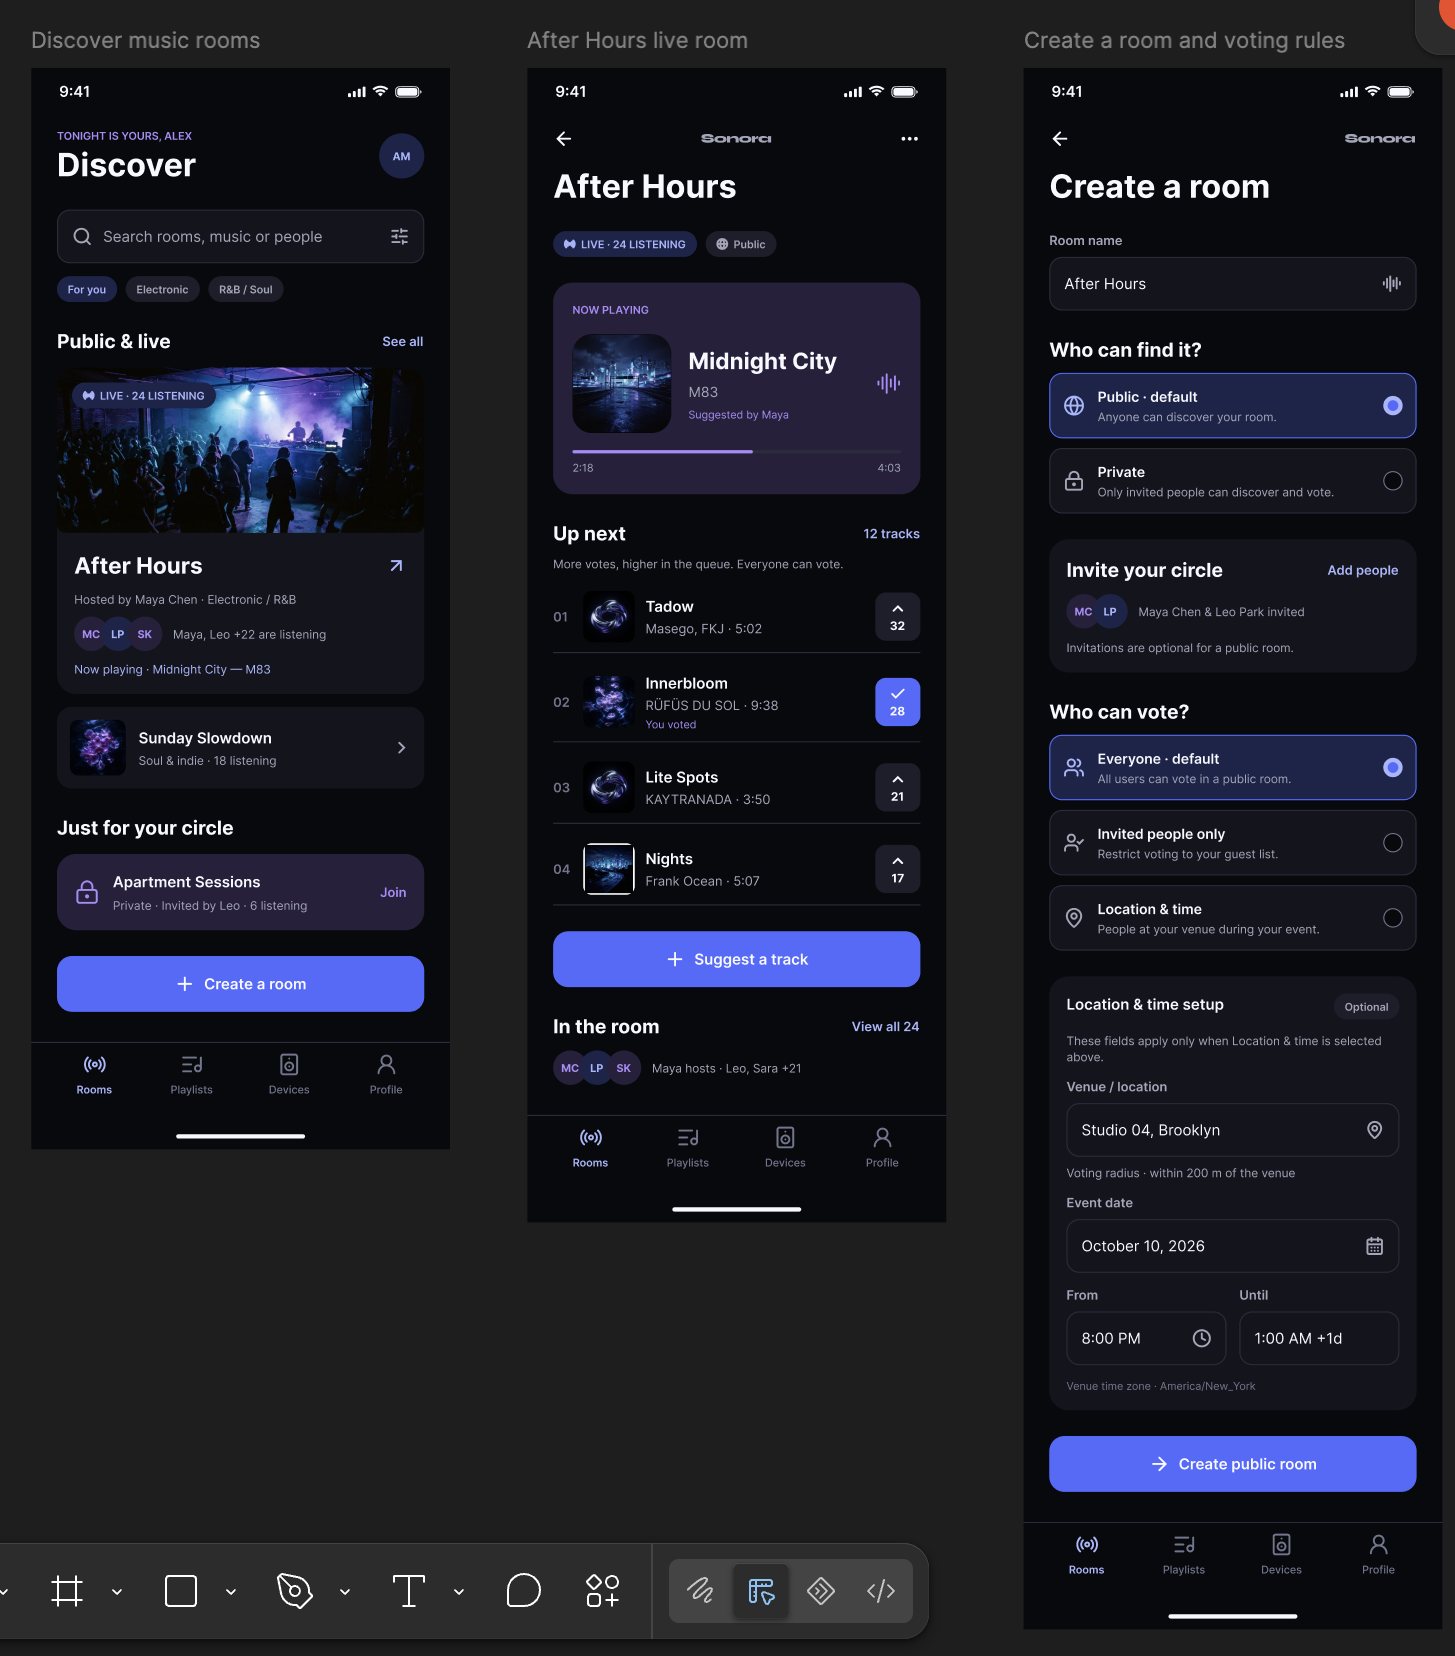 Discover music rooms
9:41
TONIGHT IS YOURS, ALEX
Discover
AM
Search rooms, music or people
For you
Electronic
R&B / Soul
Public & live
See all
LIVE · 24 LISTENING
After Hours
Hosted by Maya Chen · Electronic / R&B
MC LP SK Maya, Leo +22 are listening
Now playing · Midnight City — M83
Sunday Slowdown
Soul & indie · 18 listening
Just for your circle
Apartment Sessions
Private · Invited by Leo · 6 listening
Join
Create a room
Rooms
Playlists
Devices
Profile
After Hours live room
9:41
Sonora
After Hours
LIVE · 24 LISTENING
Public
NOW PLAYING
Midnight City
M83
Suggested by Maya
2:18
4:03
Up next
12 tracks
More votes, higher in the queue. Everyone can vote.
01
Tadow
Masego, FKJ · 5:02
32
02
Innerbloom
RÜFÜS DU SOL · 9:38
You voted
28
03
Lite Spots
KAYTRANADA · 3:50
21
04
Nights
Frank Ocean · 5:07
17
Suggest a track
In the room
View all 24
MC LP SK Maya hosts · Leo, Sara +21
Rooms
Playlists
Devices
Profile
Create a room and voting rules
9:41
Sonora
Create a room
Room name
After Hours
Who can find it?
Public · default
Anyone can discover your room.
Private
Only invited people can discover and vote.
Invite your circle
Add people
MC LP Maya Chen & Leo Park invited
Invitations are optional for a public room.
Who can vote?
Everyone · default
All users can vote in a public room.
Invited people only
Restrict voting to your guest list.
Location & time
People at your venue during your event.
Location & time setup
Optional
These fields apply only when Location & time is selected
above.
Venue / location
Studio 04, Brooklyn
Voting radius · within 200 m of the venue
Event date
October 10, 2026
From
Until
8:00 PM
1:00 AM +1d
Venue time zone · America/New_York
Create public room
Rooms
Playlists
Devices
Profile